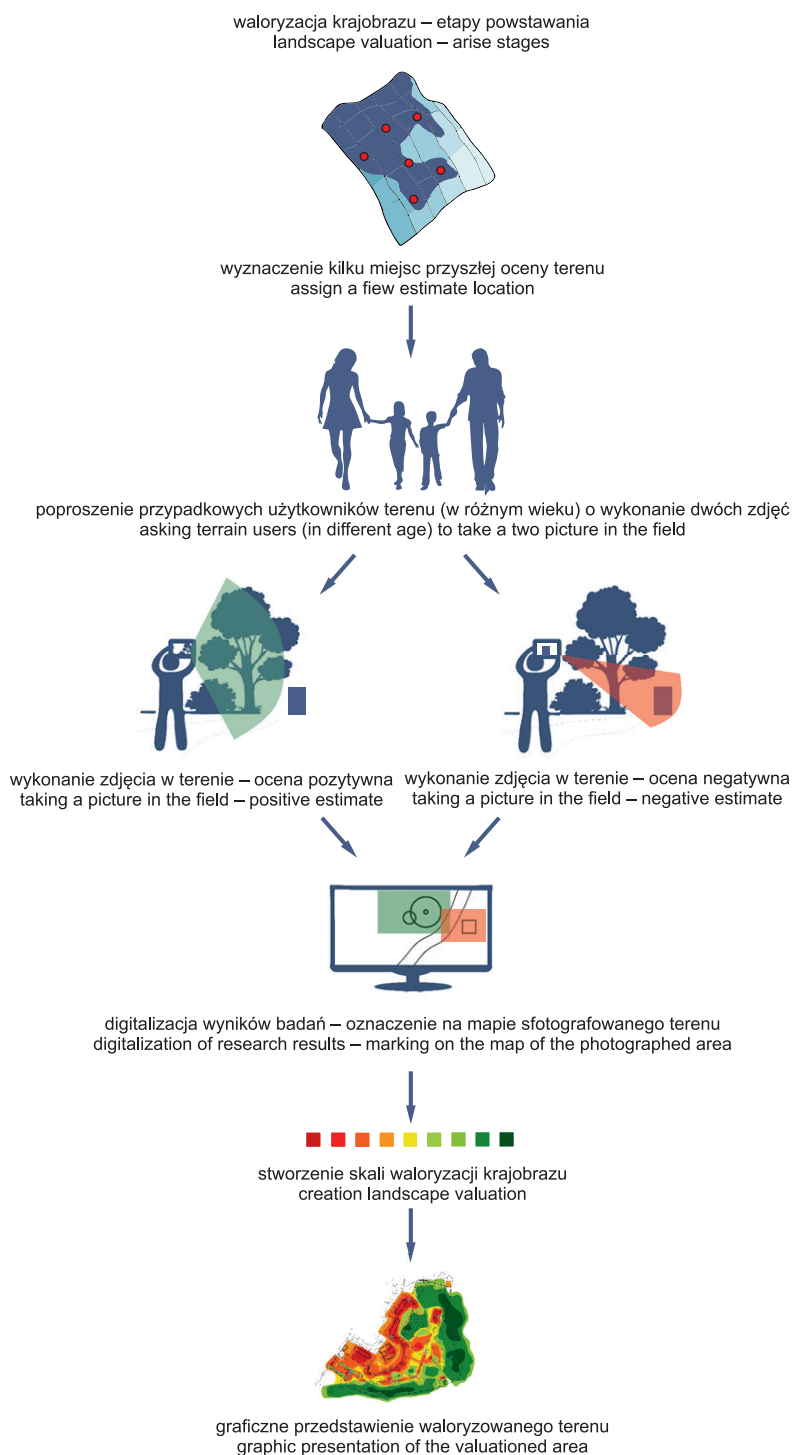 waloryzacja krajobrazu – etapy powstawania
landscape valuation – arise stages
wyznaczenie kilku miejsc przyszłej oceny terenu
assign a fiew estimate location
poproszenie przypadkowych użytkowników terenu (w różnym wieku) o wykonanie dwóch zdjęć
asking terrain users (in different age) to take a two picture in the field
wykonanie zdjęcia w terenie – ocena pozytywna
taking a picture in the field – positive estimate
wykonanie zdjęcia w terenie – ocena negatywna
taking a picture in the field – negative estimate
digitalizacja wyników badań – oznaczenie na mapie sfotografowanego terenu
digitalization of research results – marking on the map of the photographed area
stworzenie skali waloryzacji krajobrazu
creation landscape valuation
graficzne przedstawienie waloryzowanego terenu
graphic presentation of the valuationed area